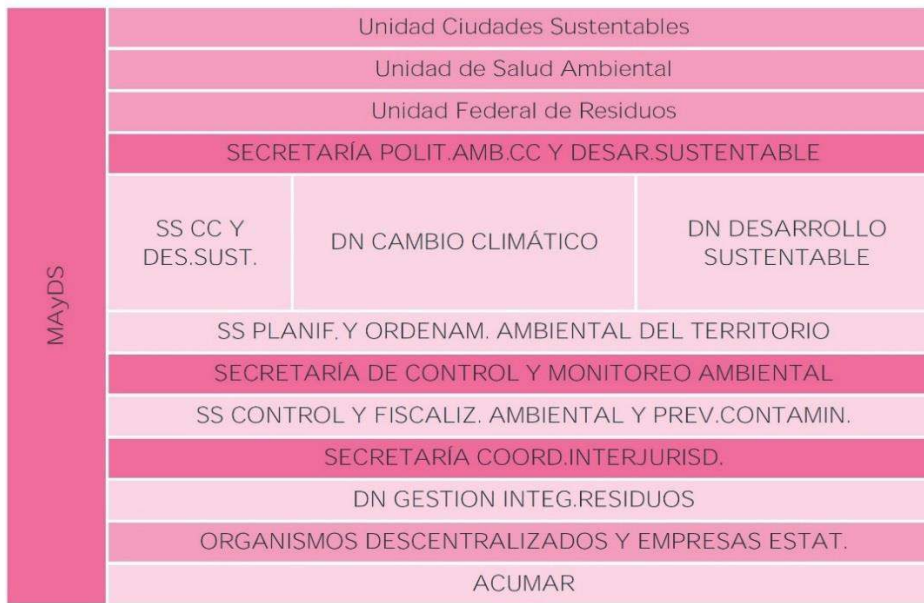 MAyDS
Unidad Ciudades Sustentables
Unidad de Salud Ambiental
Unidad Federal de Residuos
SECRETARÍA POLIT.AMB.CC Y DESAR.SUSTENTABLE
SS CC Y
DES.SUST.
DN CAMBIO CLIMÁTICO
DN DESARROLLO
SUSTENTABLE
SS PLANIF.Y ORDENAM. AMBIENTAL DEL TERRITORIO
SECRETARÍA DE CONTROL Y MONITOREO AMBIENTAL
SS CONTROL Y FISCALIZ. AMBIENTAL Y PREV.CONTAMIN.
SECRETARÍA COORD.INTERJURISD.
DN GESTION INTEG.RESIDUOS
ORGANISMOS DESCENTRALIZADOS Y EMPRESAS ESTAT.
ACUMAR